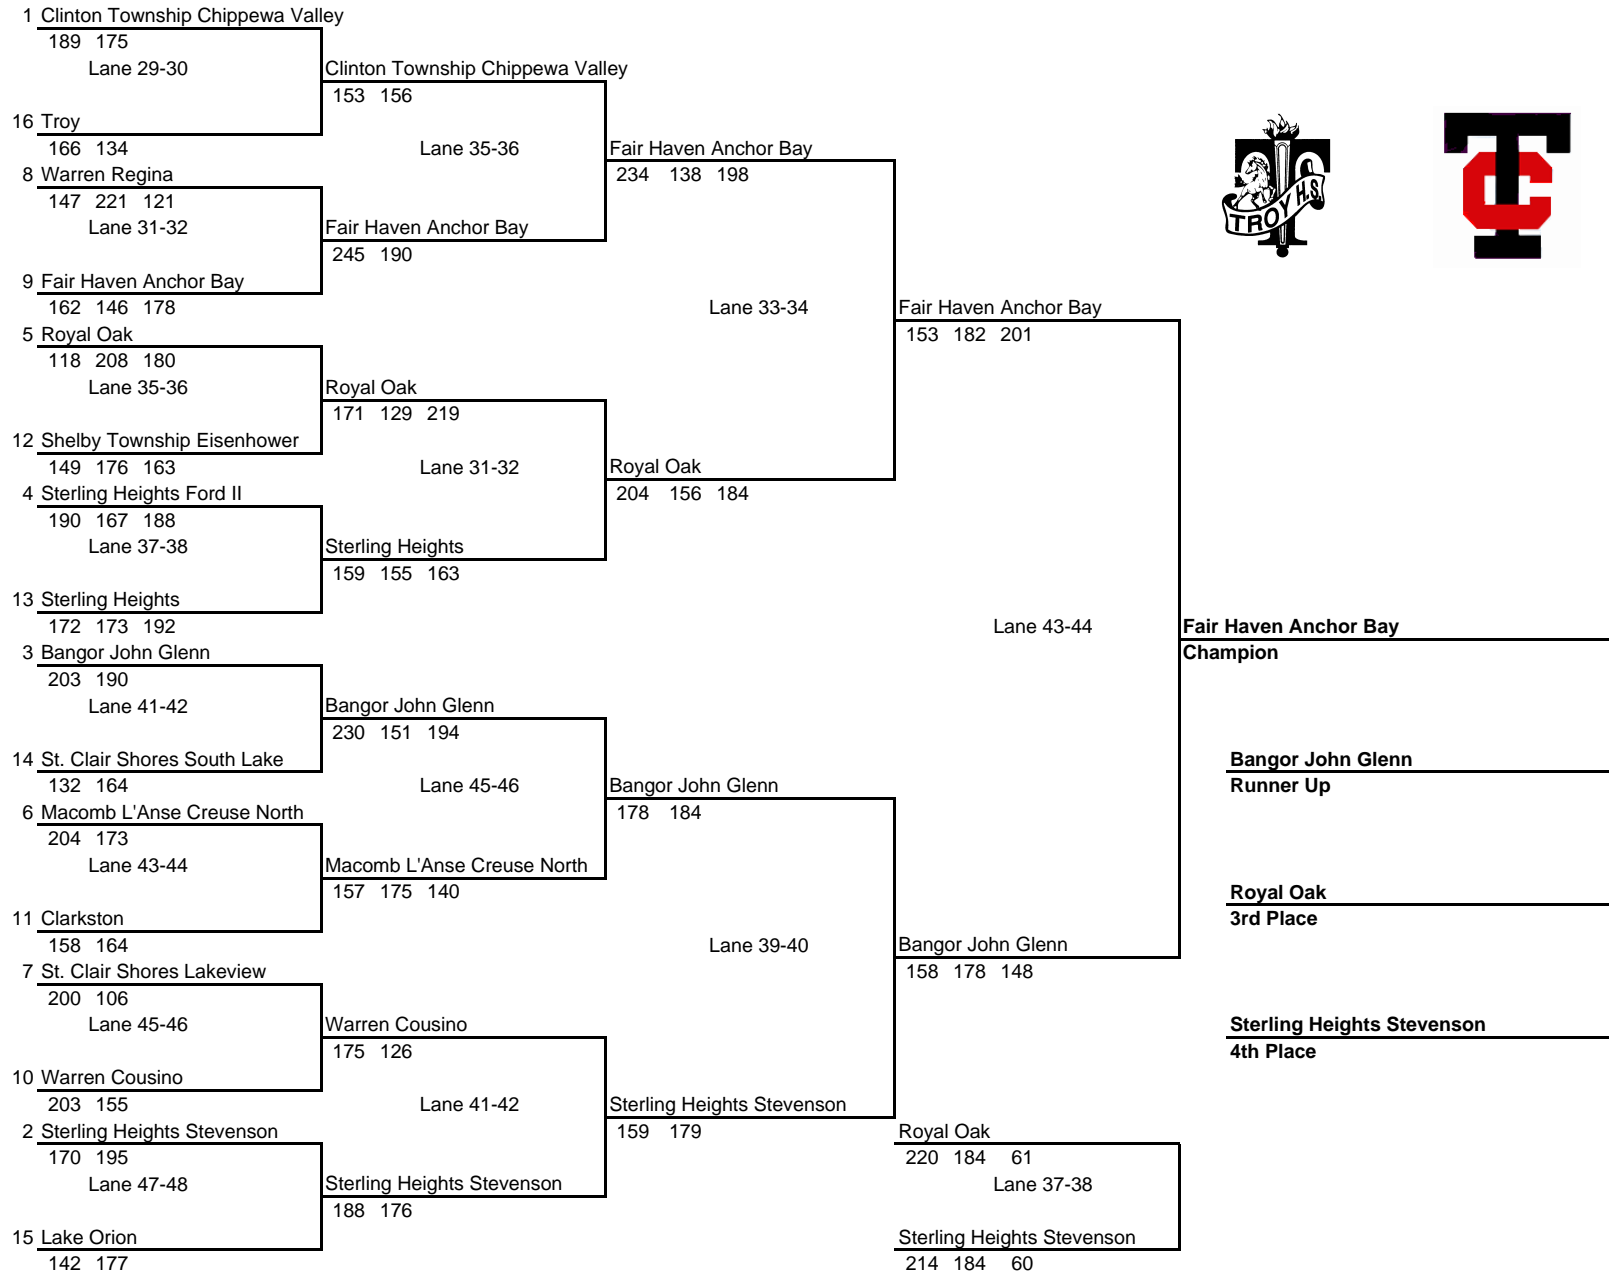 1 Clinton Township Chippewa Valley
189 175
Lane 29-30
16 Troy
166 134
8 Warren Regina
147 221 121
Lane 31-32
9 Fair Haven Anchor Bay
162 146 178
5 Royal Oak
118 208 180
Lane 35-36
12 Shelby Township Eisenhower
149 176 163
4 Sterling Heights Ford II
190 167 188
Lane 37-38
13 Sterling Heights
172 173 192
3 Bangor John Glenn
203 190
Lane 41-42
14 St. Clair Shores South Lake
132 164
6 Macomb L'Anse Creuse North
204 173
Lane 43-44
11 Clarkston
158 164
7 St. Clair Shores Lakeview
200 106
Lane 45-46
10 Warren Cousino
203 155
2 Sterling Heights Stevenson
170 195
Lane 47-48
15 Lake Orion
142 177
Clinton Township Chippewa Valley
153 156
Lane 35-36
Fair Haven Anchor Bay
245 190
Royal Oak
171 129 219
Lane 31-32
Sterling Heights
159 155 163
Bangor John Glenn
230 151 194
Lane 45-46
Macomb L'Anse Creuse North
157 175 140
Warren Cousino
175 126
Lane 41-42
Sterling Heights Stevenson
188 176
Fair Haven Anchor Bay
234 138 198
Lane 33-34
Royal Oak
204 156 184
Bangor John Glenn
178 184
Lane 39-40
Sterling Heights Stevenson
159 179
Fair Haven Anchor Bay
153 182 201
Lane 43-44
Bangor John Glenn
158 178 148
Royal Oak
220 184 61
Lane 37-38
Sterling Heights Stevenson
214 184 60
T
TROY H.S.
TC
Fair Haven Anchor Bay
Champion
Bangor John Glenn
Runner Up
Royal Oak
3rd Place
Sterling Heights Stevenson
4th Place